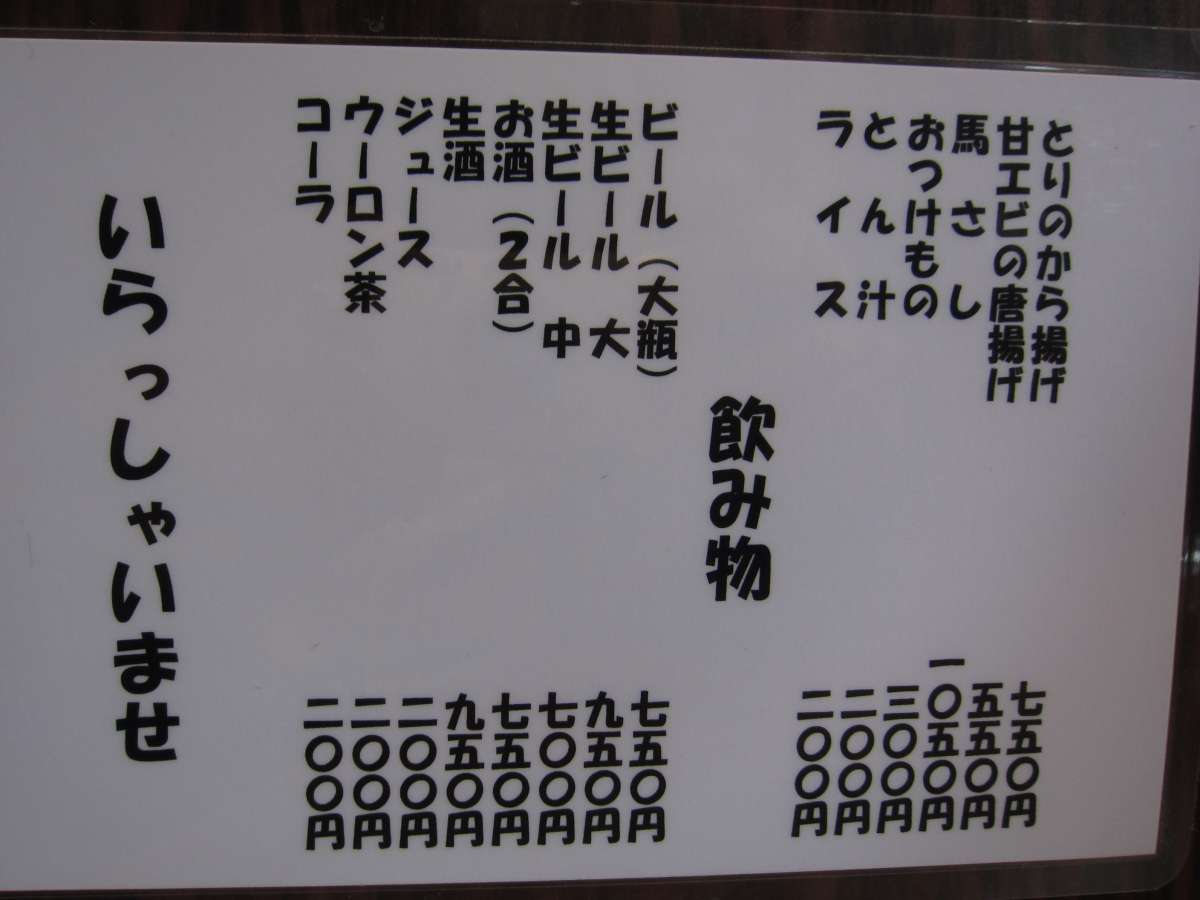 とりのから揚げ 七五〇円
甘エビの唐揚げ 五五〇円
馬さし 一〇五〇円
おつけもの 三〇〇円
とん汁 二〇〇円
ライス 二〇〇円
飲み物
ビール（大瓶） 七五〇円
生ビール 大 九五〇円
生ビール 中 七〇〇円
お酒（２合） 七五〇円
生酒 九五〇円
ジュース 二〇〇円
ウーロン茶 二〇〇円
コーラ 二〇〇円
いらっしゃいませ